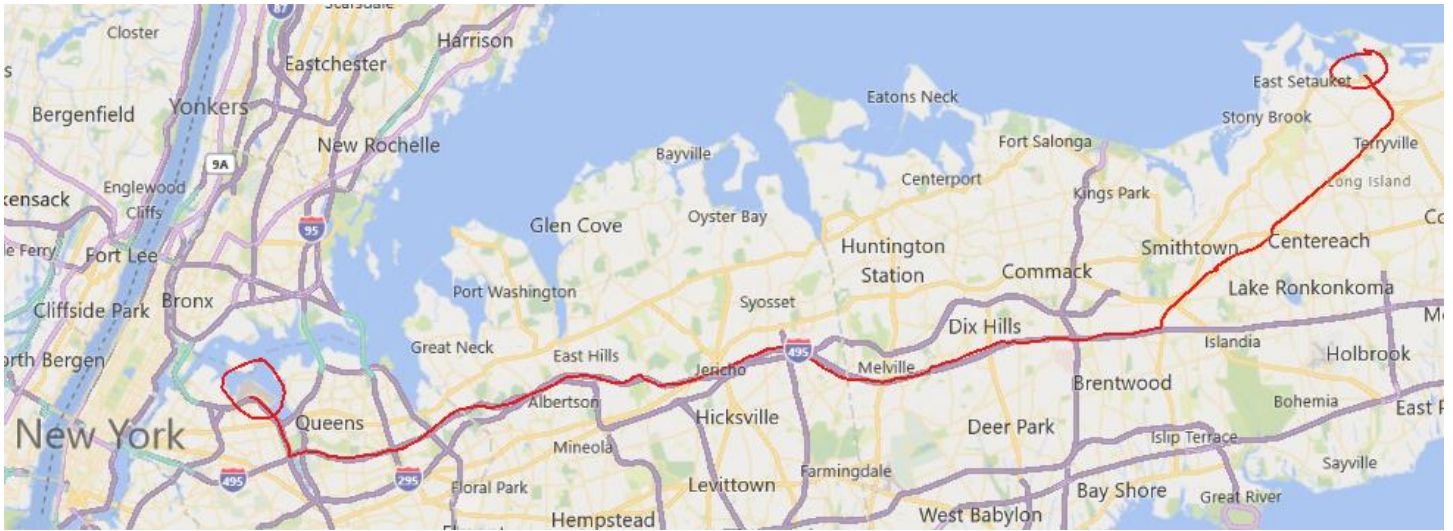 87
Scarsdale
Closter
Harrison
Eastchester
Bergenfield
Yonkers
9A
New Rochelle
Englewood
Cliffs
95
Fort Lee
Cliffside Park
Bronx
New York
Queens
495
295
Great Neck
Port Washington
Glen Cove
Bayville
Oyster Bay
Eatons Neck
Centerport
Huntington
Station
Syosset
East Hills
Albertson
Jericho
495
Hicksville
Mineola
Floral Park
Hempstead
Levittown
Farmingdale
Melville
Dix Hills
Deer Park
West Babylon
Commack
Kings Park
Fort Salonga
Stony Brook
East Setauket
Terryville
Long Island
Smithtown
Centereach
Lake Ronkonkoma
Islandia
Holbrook
Brentwood
Bohemia
Islip Terrace
Bay Shore
Great River
Sayville